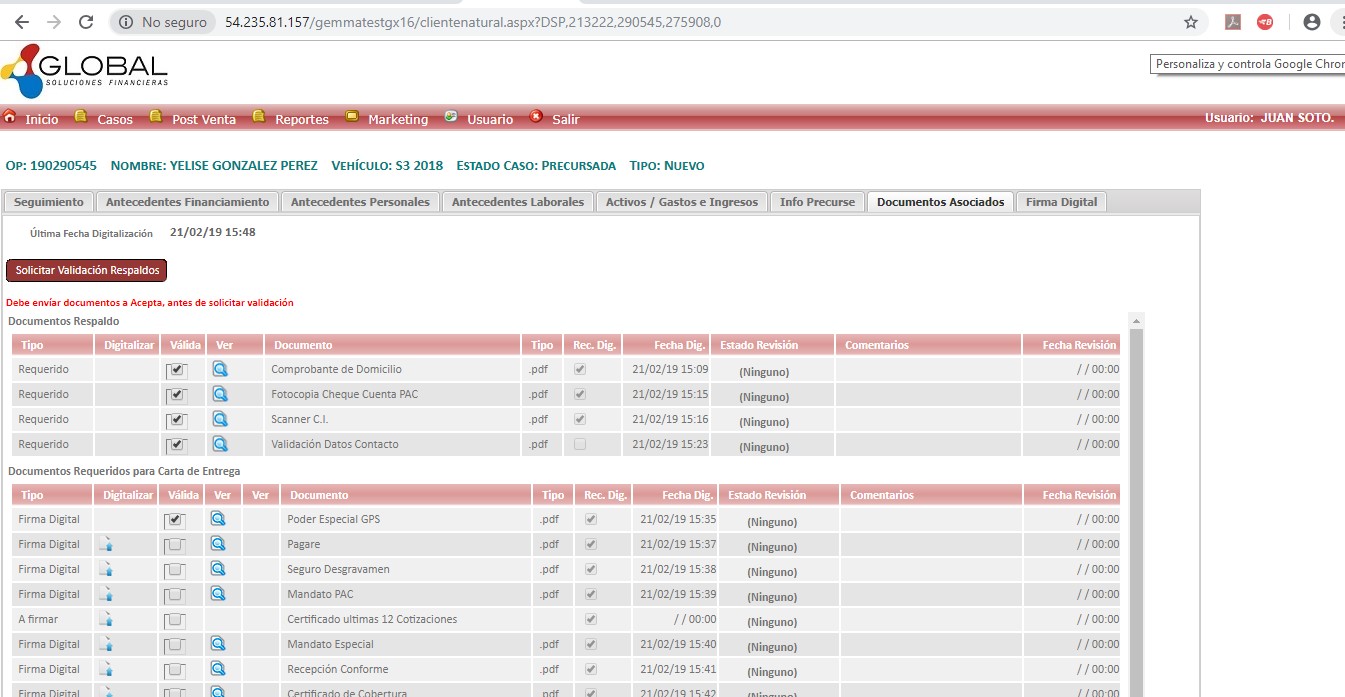 No seguro 54.235.81.157/gemmatestgx16/clientenatural.aspx?DSP,213222,290545,275908,0
GLOBAL
SOLUCIONES FINANCIERAS
Personaliza y controla Google Chron
Inicio Casos Post Venta Reportes Marketing Usuario Salir Usuario: JUAN SOTO.
OP: 190290545 NOMBRE: YELISE GONZALEZ PEREZ VEHÍCULO: S3 2018 ESTADO CASO: PRECURSADA TIPO: NUEVO
Seguimiento Antecedentes Financiamiento Antecedentes Personales Antecedentes Laborales Activos / Gastos e Ingresos Info Precurse Documentos Asociados Firma Digital
Última Fecha Digitalización 21/02/19 15:48
Solicitar Validación Respaldos
Debe envíar documentos a Acepta, antes de solicitar validación
Documentos Respaldo
Tipo Digitalizar Válida Ver Documento Tipo Rec. Dig. Fecha Dig. Estado Revisión Comentarios Fecha Revisión
Requerido Comprobante de Domicilio .pdf 21/02/19 15:09 (Ninguno) / / 00:00
Requerido Fotocopia Cheque Cuenta PAC .pdf 21/02/19 15:15 (Ninguno) / / 00:00
Requerido Scanner C.I. .pdf 21/02/19 15:16 (Ninguno) / / 00:00
Requerido Validación Datos Contacto .pdf 21/02/19 15:23 (Ninguno) / / 00:00
Documentos Requeridos para Carta de Entrega
Tipo Digitalizar Válida Ver Ver Documento Tipo Rec. Dig. Fecha Dig. Estado Revisión Comentarios Fecha Revisión
Firma Digital Poder Especial GPS .pdf 21/02/19 15:35 (Ninguno) / / 00:00
Firma Digital Pagare .pdf 21/02/19 15:37 (Ninguno) / / 00:00
Firma Digital Seguro Desgravamen .pdf 21/02/19 15:38 (Ninguno) / / 00:00
Firma Digital Mandato PAC .pdf 21/02/19 15:39 (Ninguno) / / 00:00
A firmar Certificado ultimas 12 Cotizaciones / / 00:00 (Ninguno) / / 00:00
Firma Digital Mandato Especial .pdf 21/02/19 15:40 (Ninguno) / / 00:00
Firma Digital Recepción Conforme .pdf 21/02/19 15:41 (Ninguno) / / 00:00
Firma Digital Certificado de Cobertura .pdf 21/02/19 15:42 (Ninguno) / / 00:00